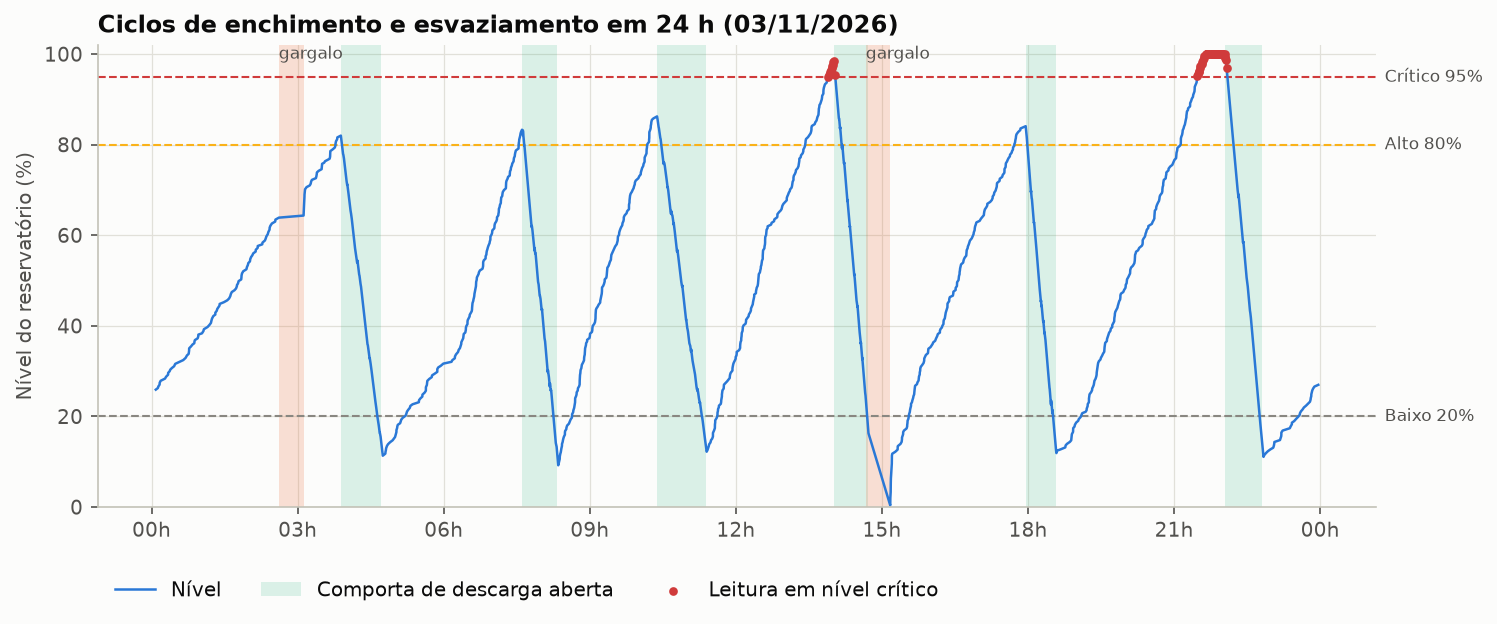 Ciclos de enchimento e esvaziamento em 24 h (03/11/2026)
gargalo
gargalo
100
80
60
40
20
0
Nível do reservatório (%)
Crítico 95%
Alto 80%
Baixo 20%
00h
03h
06h
09h
12h
15h
18h
21h
00h
Nível
Comporta de descarga aberta
Leitura em nível crítico